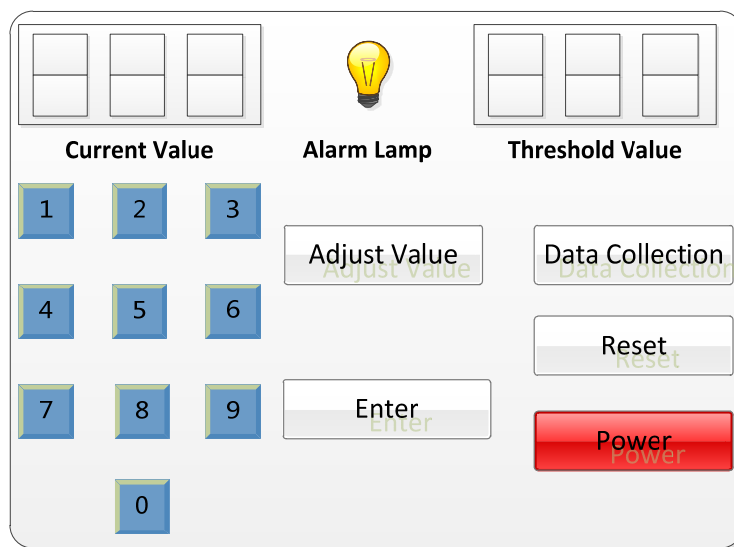 Current Value
Alarm Lamp
Threshold Value
1 2 3
Adjust Value
Data Collection
4 5 6
Reset
7 8 9
Enter
Power
0